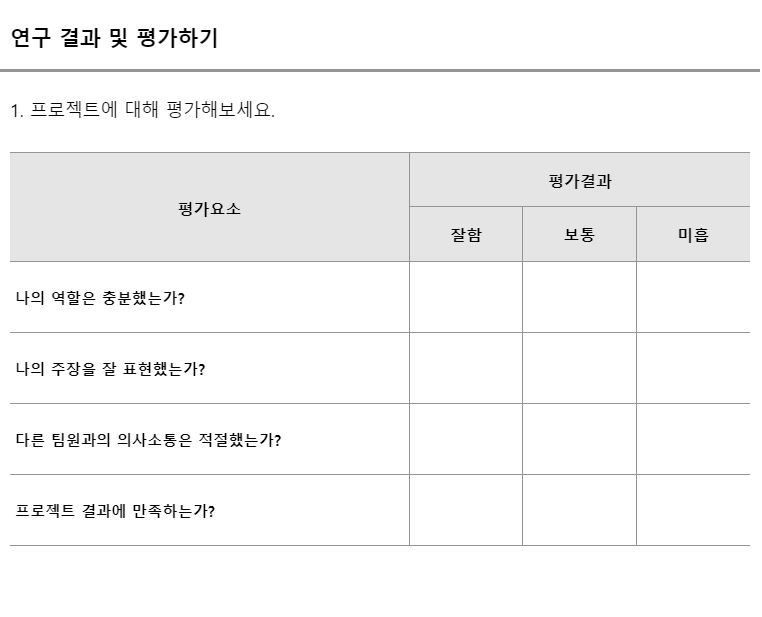 연구 결과 및 평가하기
1. 프로젝트에 대해 평가해보세요.
평가요소
평가결과
잘함 보통 미흡
나의 역할은 충분했는가?
나의 주장을 잘 표현했는가?
다른 팀원과의 의사소통은 적절했는가?
프로젝트 결과에 만족하는가?